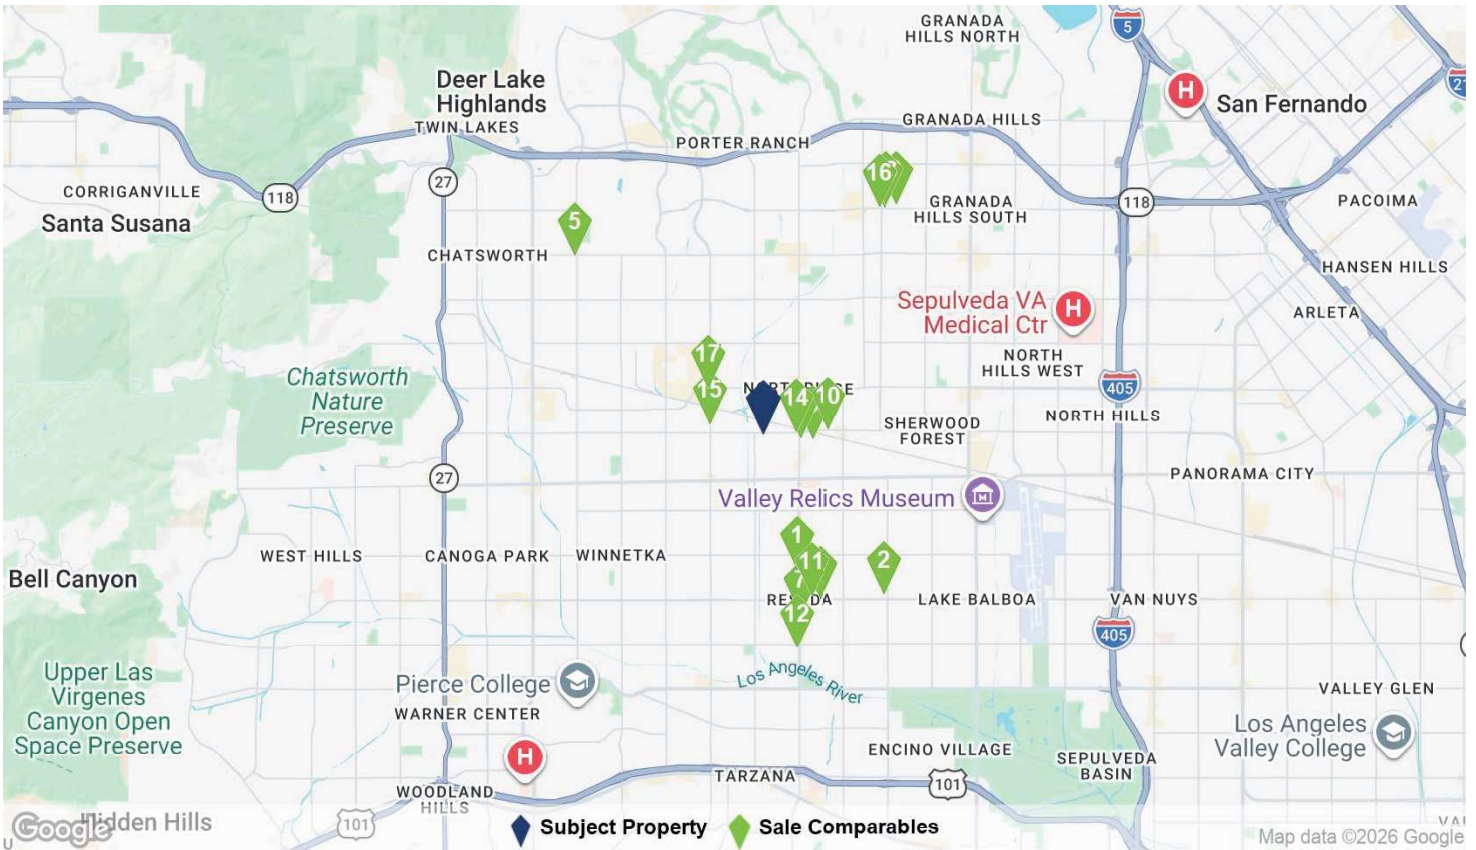 GRANADA
HILLS NORTH
5
Deer Lake
Highlands
TWIN LAKES
H
San Fernando
GRANADA HILLS
PORTER RANCH
27
16
CORRIGANVILLE
118
118
PACOIMA
Santa Susana
GRANADA
HILLS SOUTH
5
CHATSWORTH
HANSEN HILLS
Sepulveda VA
Medical Ctr
H
ARLETA
17
NORTH
HILLS WEST
Chatsworth
Nature
Preserve
15
14
10
405
NORTH HILLS
SHERWOOD
FOREST
27
PANORAMA CITY
Valley Relics Museum
1
WEST HILLS
CANOGA PARK
WINNETKA
11
2
Bell Canyon
7
LAKE BALBOA
VAN NUYS
12
405
Upper Las
Virgenes
Canyon Open
Space Preserve
Los Angeles River
Pierce College
VALLEY GLEN
WARNER CENTER
Los Angeles
Valley College
H
ENCINO VILLAGE
SEPULVEDA
BASIN
TARZANA
101
WOODLAND
HILLS
Hidden Hills
101
Google
Subject Property
Sale Comparables
Map data ©2026 Google